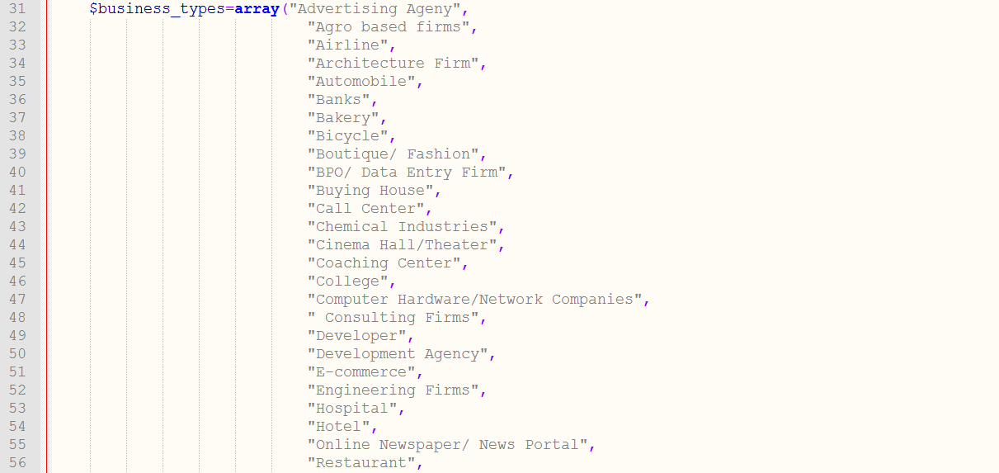 31 $business_types=array("Advertising Ageny",
32 "Agro based firms",
33 "Airline",
34 "Architecture Firm",
35 "Automobile",
36 "Banks",
37 "Bakery",
38 "Bicycle",
39 "Boutique/ Fashion",
40 "BPO/ Data Entry Firm",
41 "Buying House",
42 "Call Center",
43 "Chemical Industries",
44 "Cinema Hall/Theater",
45 "Coaching Center",
46 "College",
47 "Computer Hardware/Network Companies",
48 " Consulting Firms",
49 "Developer",
50 "Development Agency",
51 "E-commerce",
52 "Engineering Firms",
53 "Hospital",
54 "Hotel",
55 "Online Newspaper/ News Portal",
56 "Restaurant",